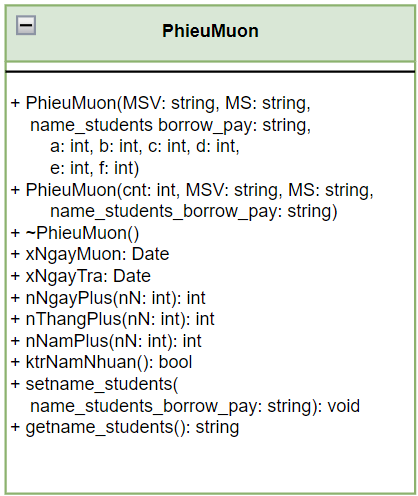 PhieuMuon
+ PhieuMuon(MSV: string, MS: string,
name_students borrow_pay: string,
a: int, b: int, c: int, d: int,
e: int, f: int)
+ PhieuMuon(cnt: int, MSV: string, MS: string,
name_students_borrow_pay: string)
+ ~PhieuMuon()
+ xNgayMuon: Date
+ xNgayTra: Date
+ nNgayPlus(nN: int): int
+ nThangPlus(nN: int): int
+ nNamPlus(nN: int): int
+ ktrNamNhuan(): bool
+ setname_students(
name_students_borrow_pay: string): void
+ getname_students(): string